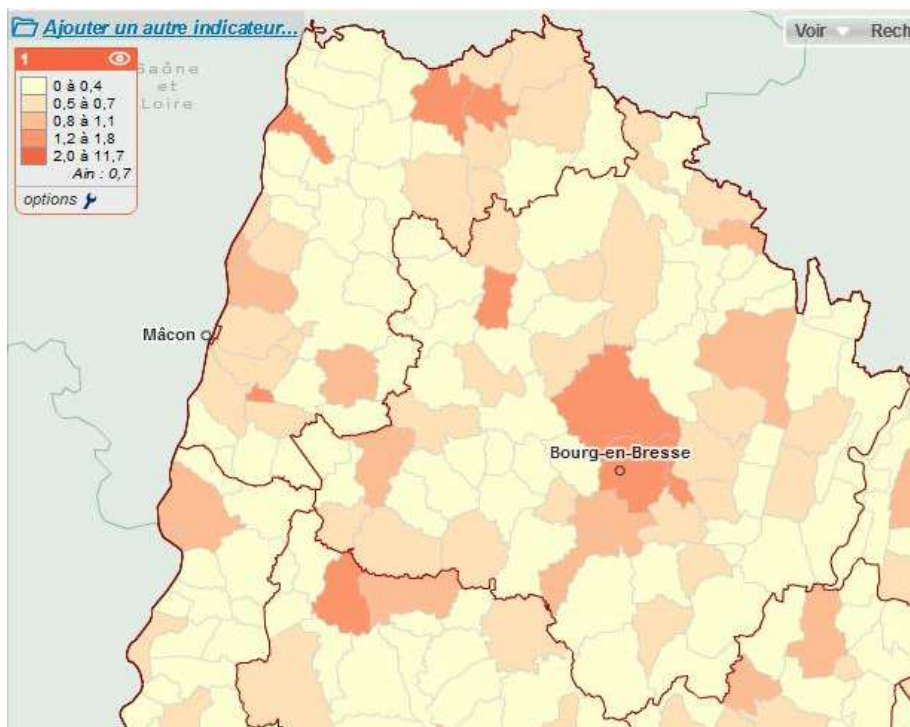 Ajouter un autre indicateur...
Voir
Rech
1
Saône
et
Loire
0 à 0,4
0,5 à 0,7
0,8 à 1,1
1,2 à 1,8
2,0 à 11,7
Ain : 0,7
options
Mâcon
Bourg-en-Bresse